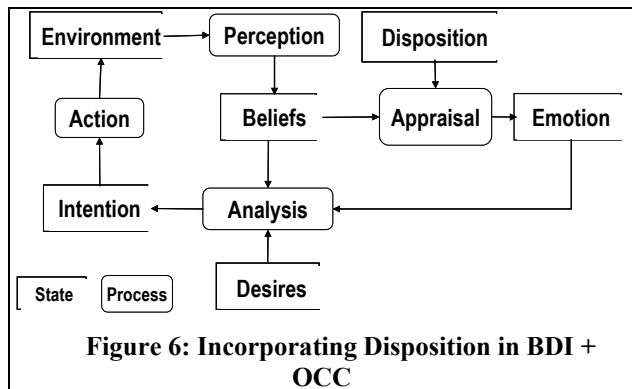 Environment
Perception
Disposition
Action
Beliefs
Appraisal
Emotion
Intention
Analysis
State
Process
Desires
Figure 6: Incorporating Disposition in BDI +
OCC